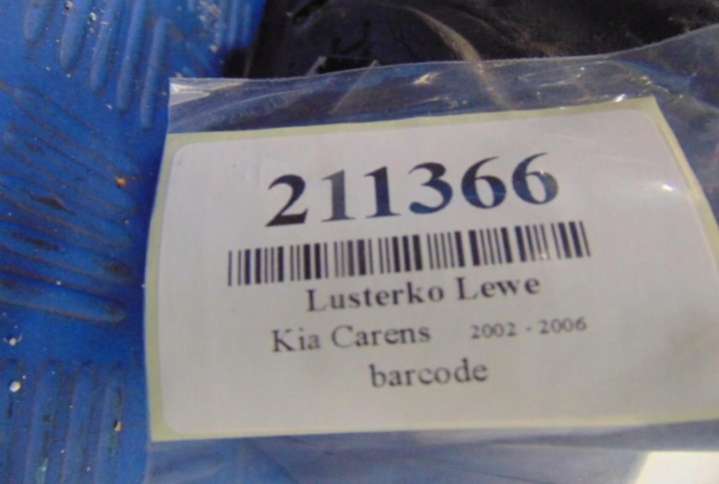 211366
Lusterko Lewe
Kia Carens 2002 - 2006
barcode